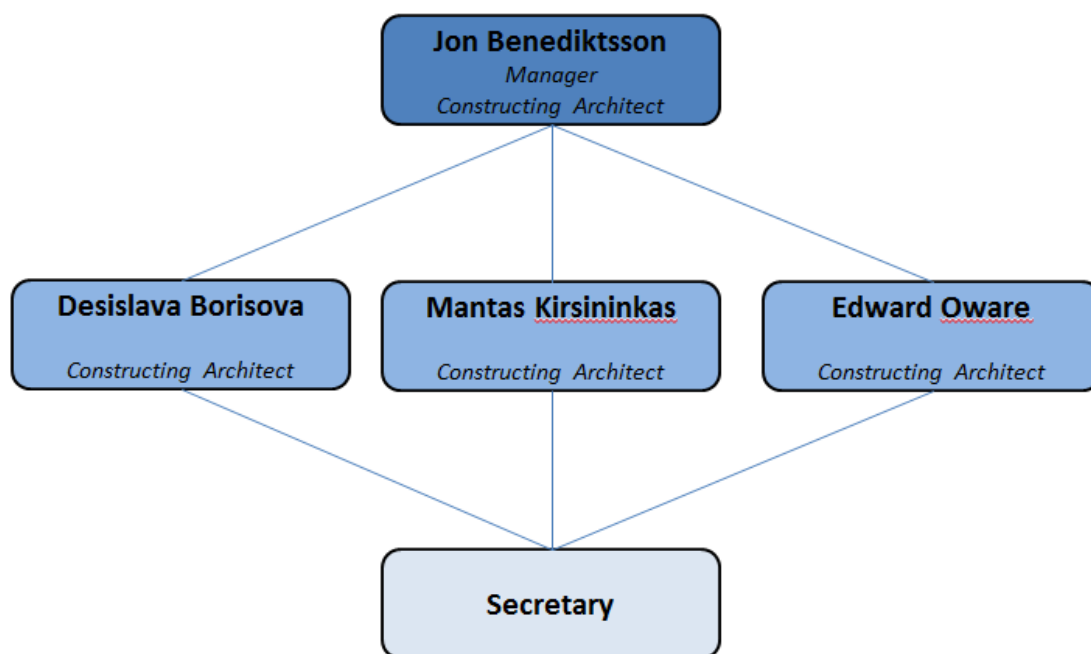 Jon Benediktsson
Manager
Constructing Architect
Desislava Borisova
Constructing Architect
Mantas Kirsininkas
Constructing Architect
Edward Oware
Constructing Architect
Secretary